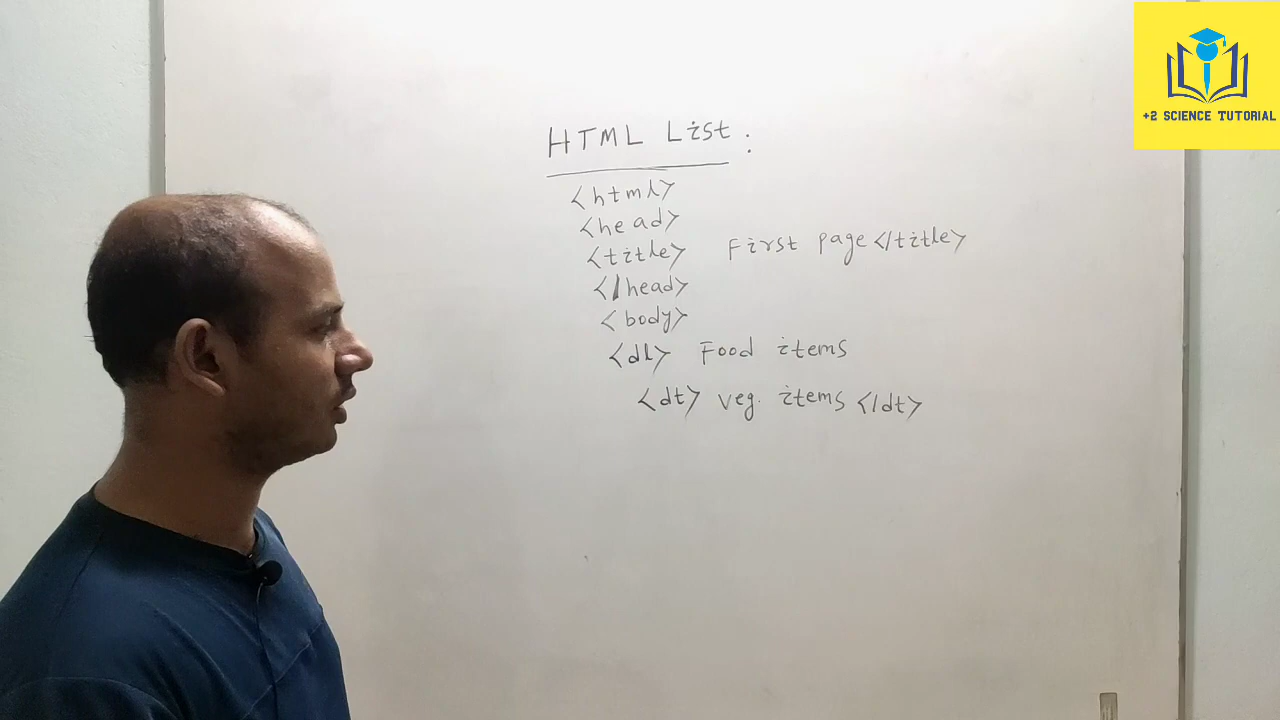 +2 SCIENCE TUTORIAL
HTML List :
<html>
<head>
<title> First page </title>
</head>
<body>
<dl> Food items
<dt> veg. items </dt>